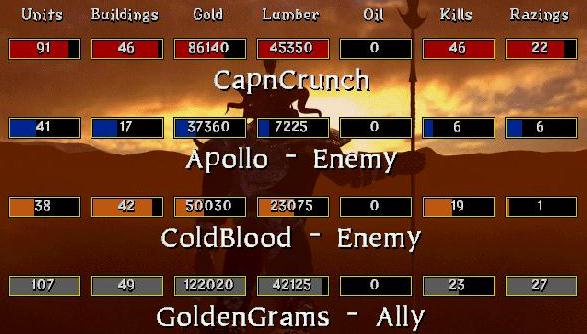 Units Buildings Gold Lumber Oil Kills Razings
91 46 86140 45350 0 46 22
CapnCrunch
41 17 37360 7225 0 6 6
Apollo - Enemy
38 42 50030 23075 0 19 1
ColdBlood - Enemy
107 49 122020 42125 0 23 27
GoldenGrams - Ally